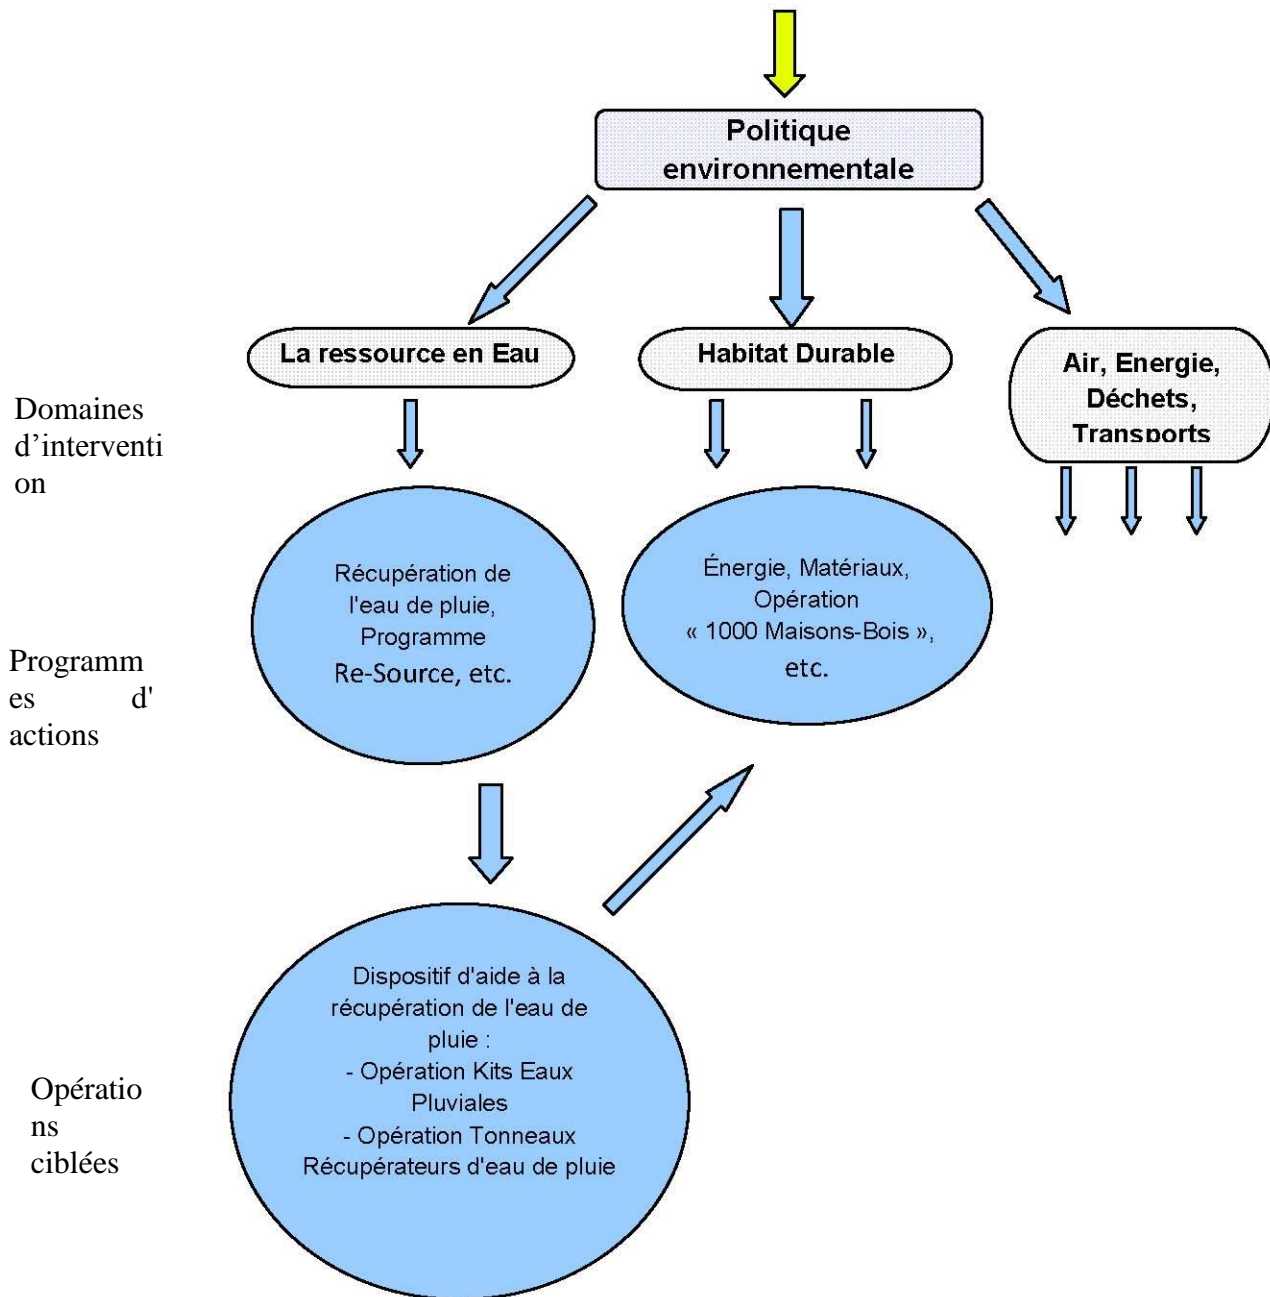 Politique
environnementale
La ressource en Eau
Habitat Durable
Air, Energie,
Déchets,
Transports
Domaines
d’interventi
on
Récupération de
l'eau de pluie,
Programme
Re-Source, etc.
Énergie, Matériaux,
Opération
« 1000 Maisons-Bois »,
etc.
Programm
es d'
actions
Dispositif d'aide à la
récupération de l'eau de
pluie :
- Opération Kits Eaux
Pluviales
- Opération Tonneaux
Récupérateurs d'eau de pluie
Opératio
ns
ciblées